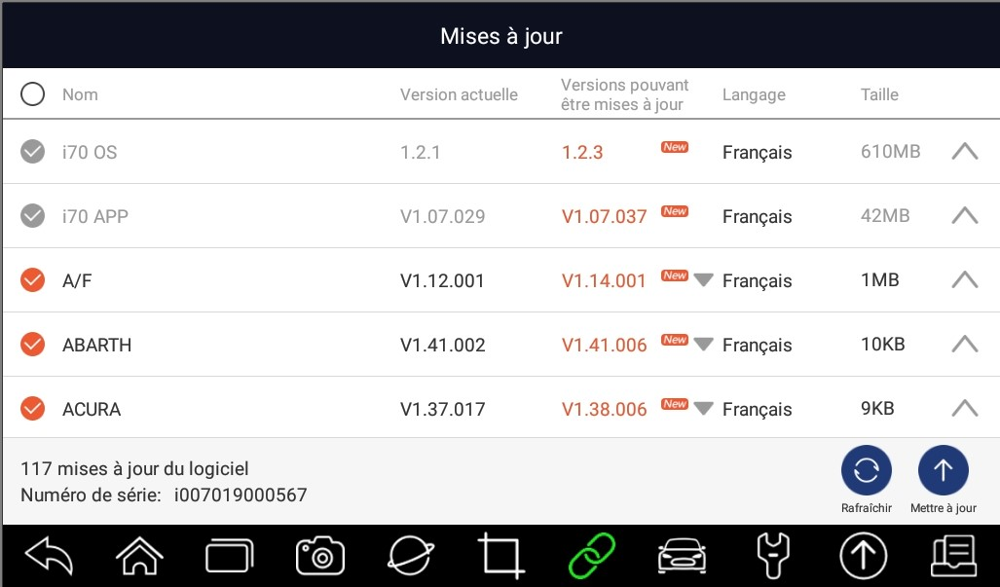 Mises à jour
Nom Version actuelle Versions pouvant être mises à jour Langage Taille
i70 OS 1.2.1 1.2.3 New Français 610MB
i70 APP V1.07.029 V1.07.037 New Français 42MB
A/F V1.12.001 V1.14.001 New Français 1MB
ABARTH V1.41.002 V1.41.006 New Français 10KB
ACURA V1.37.017 V1.38.006 New Français 9KB
117 mises à jour du logiciel
Numéro de série: i007019000567
Rafraîchir Mettre à jour